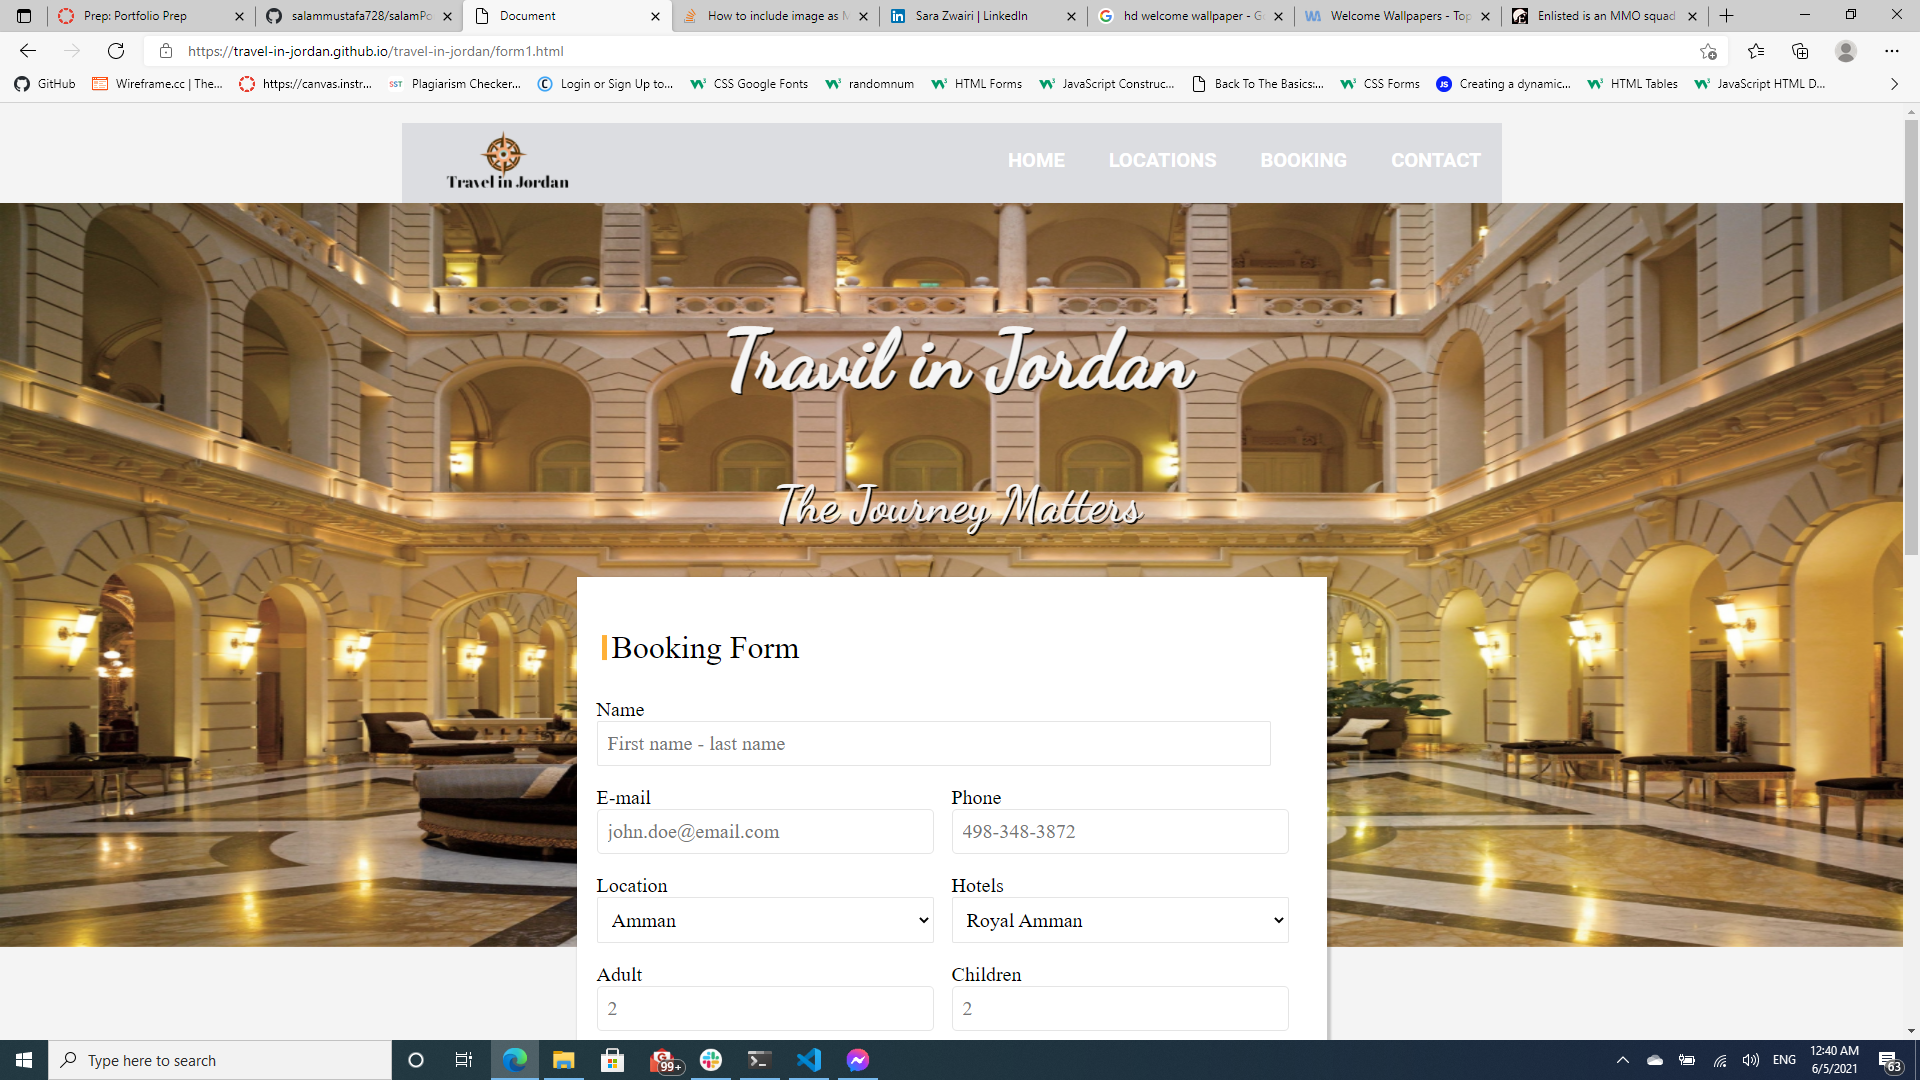 Prep: Portfolio Prep
salammustafa728/salamPo
Document
How to include image as M
Sara Zwairi | LinkedIn
hd welcome wallpaper - Go
Welcome Wallpapers - Top
Enlisted is an MMO squad
https://travel-in-jordan.github.io/travel-in-jordan/form1.html
GitHub
Wireframe.cc | The...
https://canvas.instr...
SST Plagiarism Checker...
Login or Sign Up to...
CSS Google Fonts
randomnum
HTML Forms
JavaScript Construc...
Back To The Basics:...
CSS Forms
JS Creating a dynamic...
HTML Tables
JavaScript HTML D...
Travel in Jordan
HOME LOCATIONS BOOKING CONTACT
Travil in Jordan
The Journey Matters
Booking Form
Name
First name - last name
E-mail Phone
john.doe@email.com 498-348-3872
Location Hotels
Amman Royal Amman
Adult Children
2 2
Type here to search
99+
ENG
12:40 AM
6/5/2021
63